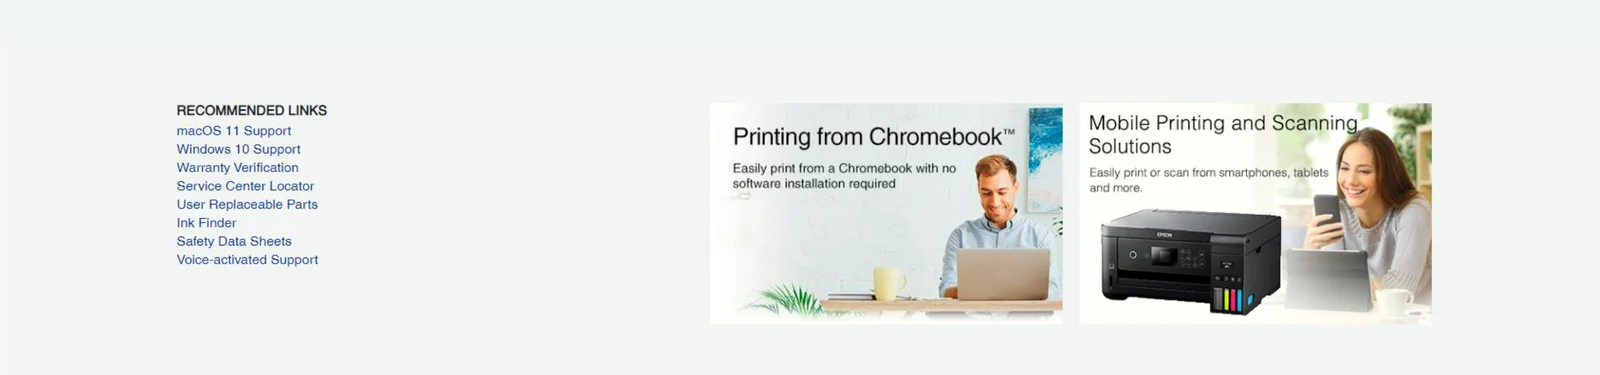 RECOMMENDED LINKS
macOS 11 Support
Windows 10 Support
Warranty Verification
Service Center Locator
User Replaceable Parts
Ink Finder
Safety Data Sheets
Voice-activated Support
Printing from Chromebook™
Easily print from a Chromebook with no
software installation required
Mobile Printing and Scanning
Solutions
Easily print or scan from smartphones, tablets
and more.
EPSON